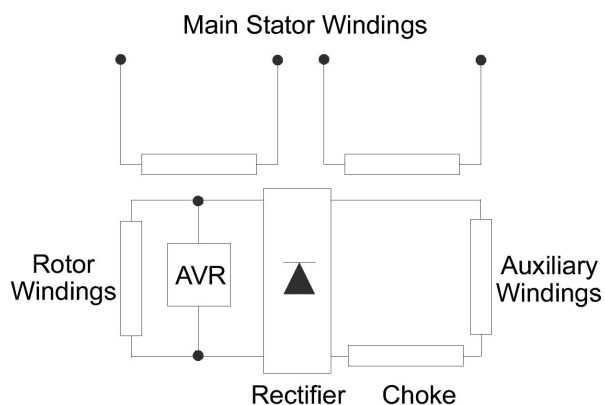 Main Stator Windings
Rotor
Windings
AVR
Auxiliary
Windings
Rectifier
Choke